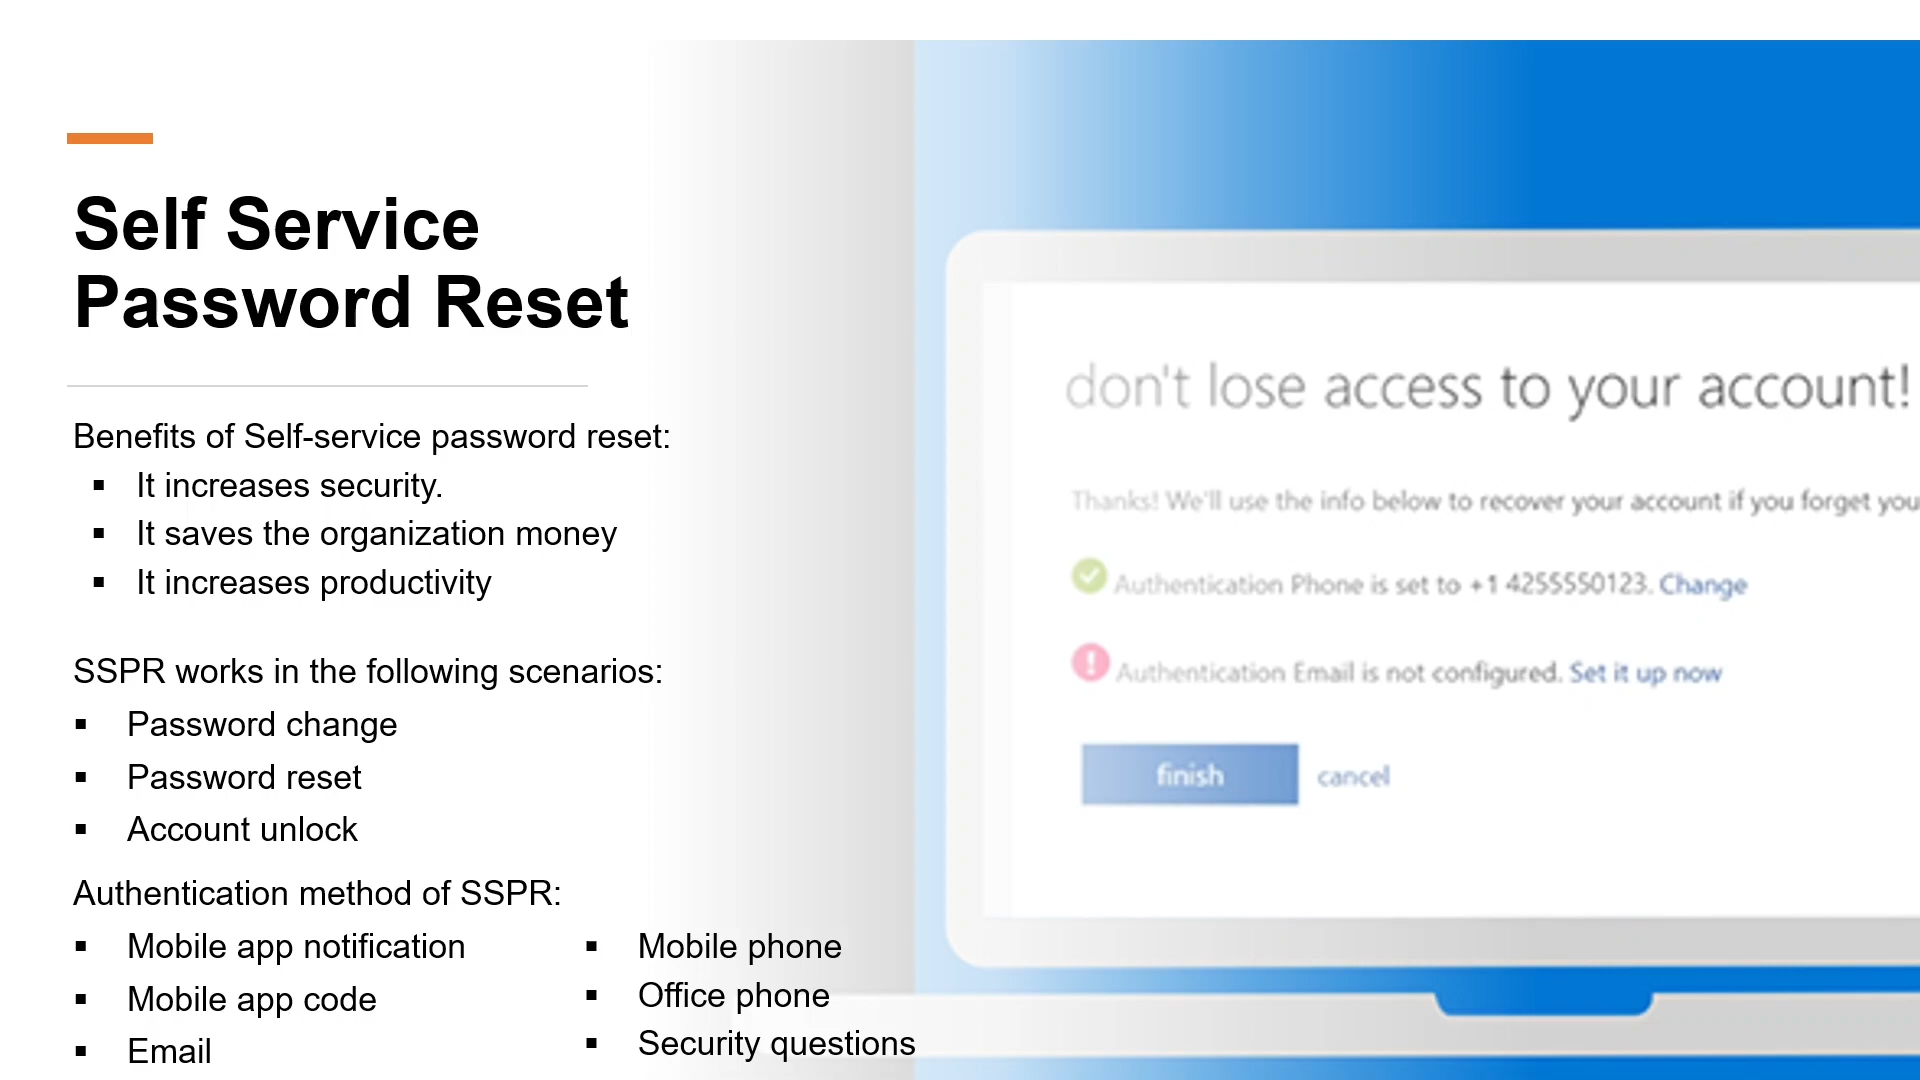 Self Service
Password Reset
Benefits of Self-service password reset:
▪ It increases security.
▪ It saves the organization money
▪ It increases productivity
SSPR works in the following scenarios:
▪ Password change
▪ Password reset
▪ Account unlock
Authentication method of SSPR:
▪ Mobile app notification
▪ Mobile app code
▪ Email
▪ Mobile phone
▪ Office phone
▪ Security questions
don't lose access to your account!
Thanks! We'll use the info below to recover your account if you forget you
Authentication Phone is set to +1 4255550123. Change
Authentication Email is not configured. Set it up now
finish cancel